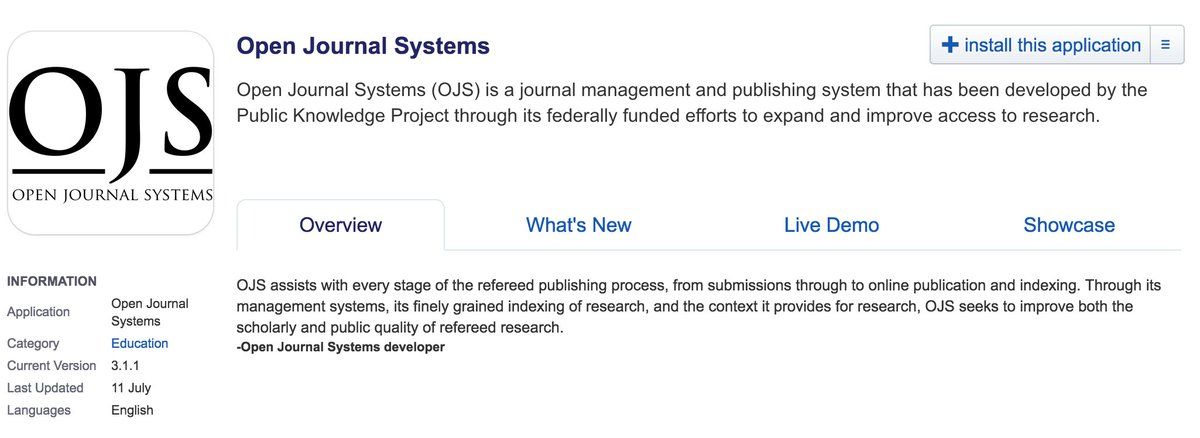 OJS
OPEN JOURNAL SYSTEMS
Open Journal Systems
+ install this application
Open Journal Systems (OJS) is a journal management and publishing system that has been developed by the
Public Knowledge Project through its federally funded efforts to expand and improve access to research.
Overview
What's New
Live Demo
Showcase
INFORMATION
Application Open Journal
Systems
Category Education
Current Version 3.1.1
Last Updated 11 July
Languages English
OJS assists with every stage of the refereed publishing process, from submissions through to online publication and indexing. Through its
management systems, its finely grained indexing of research, and the context it provides for research, OJS seeks to improve both the
scholarly and public quality of refereed research.
-Open Journal Systems developer